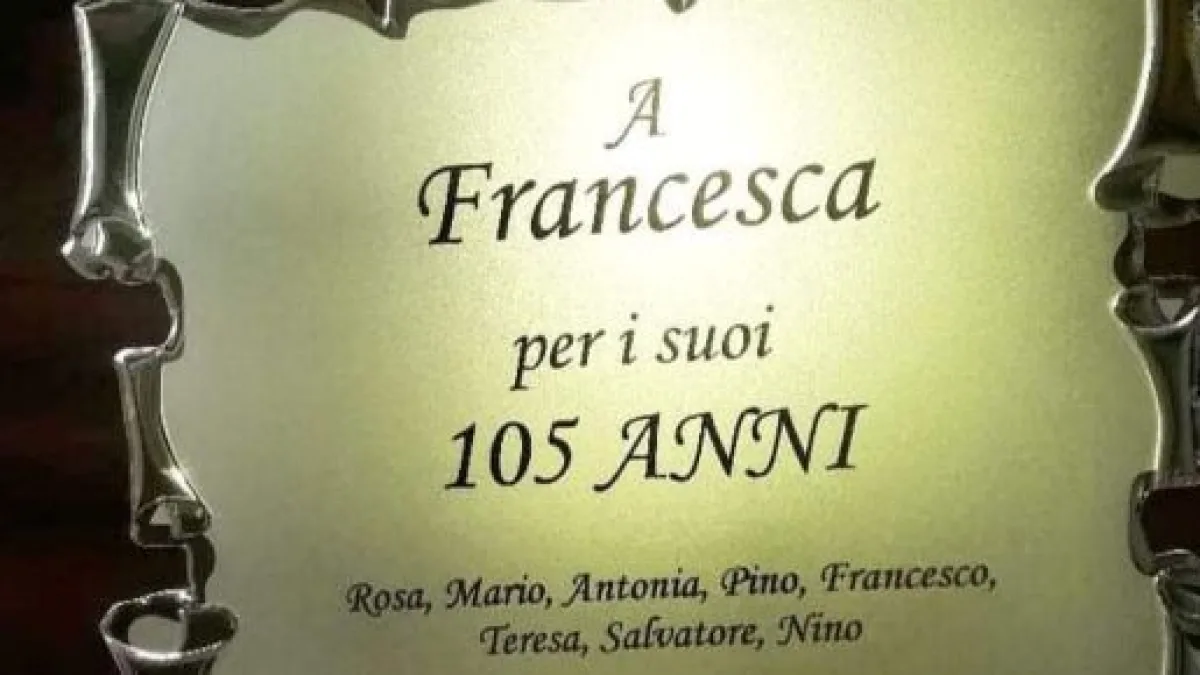 A
Francesca
per i suoi
105 ANNI
Rosa, Mario, Antonia, Pino, Francesco,
Teresa, Salvatore, Nino